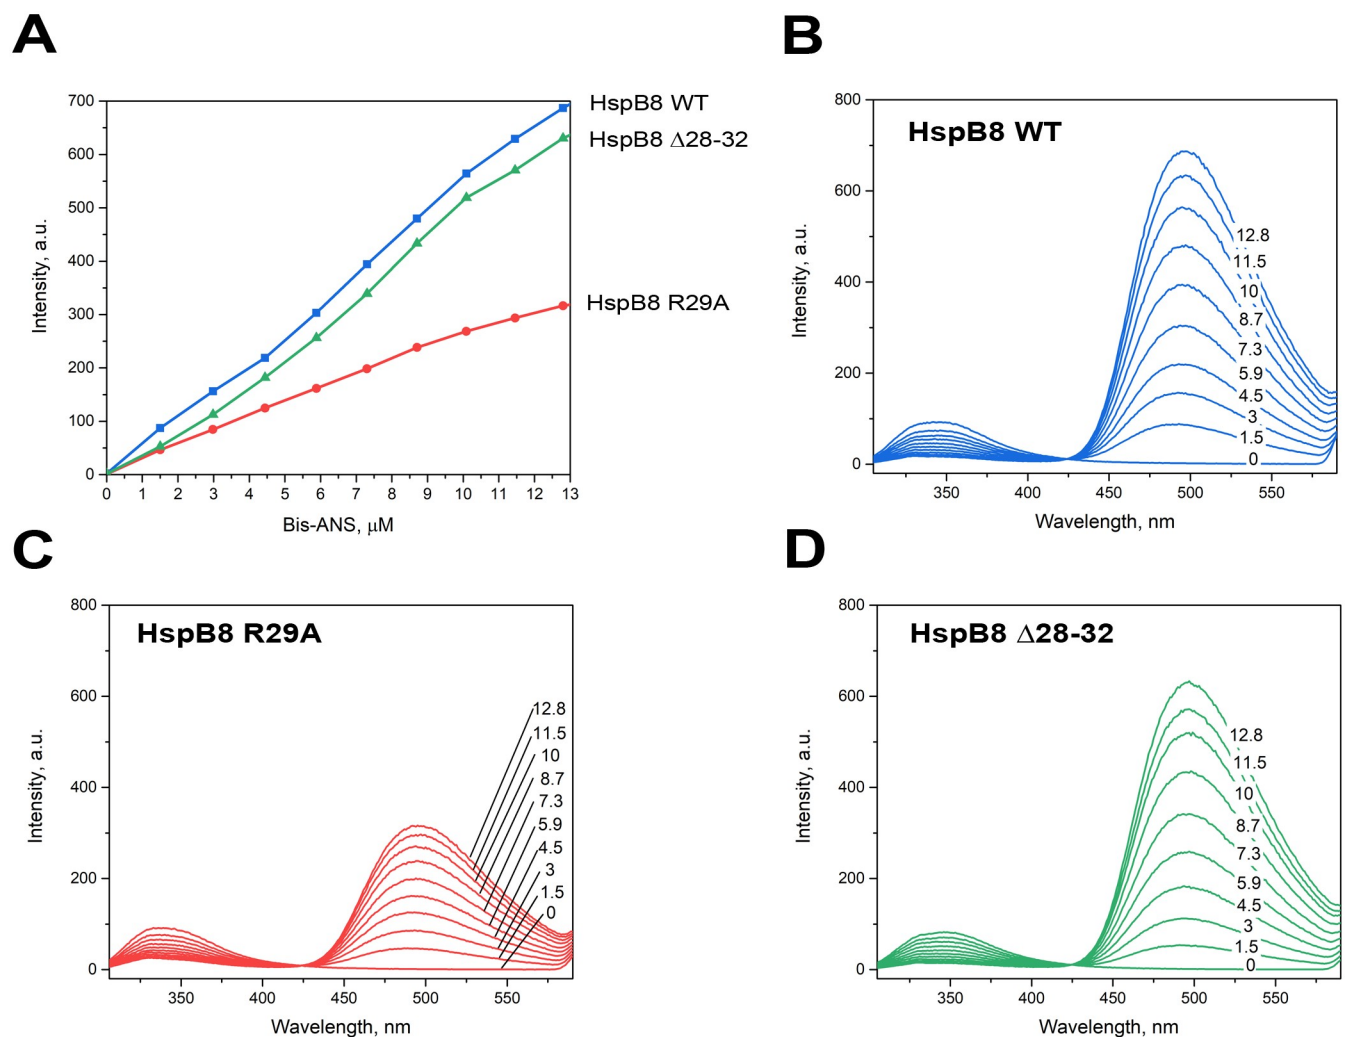 A
700
600
500
400
300
200
100
0
Intensity, a.u.
0 1 2 3 4 5 6 7 8 9 10 11 12 13
Bis-ANS, μM
HspB8 WT
HspB8 Δ28-32
HspB8 R29A
B
HspB8 WT
800
600
400
200
0
Intensity, a.u.
12.8
11.5
10
8.7
7.3
5.9
4.5
3
1.5
0
350 400 450 500 550
Wavelength, nm
C
HspB8 R29A
800
600
400
200
0
Intensity, a.u.
12.8
11.5
10
8.7
7.3
5.9
4.5
3
1.5
0
350 400 450 500 550
Wavelength, nm
D
HspB8 Δ28-32
800
600
400
200
0
Intensity, a.u.
12.8
11.5
10
8.7
7.3
5.9
4.5
3
1.5
0
350 400 450 500 550
Wavelength, nm